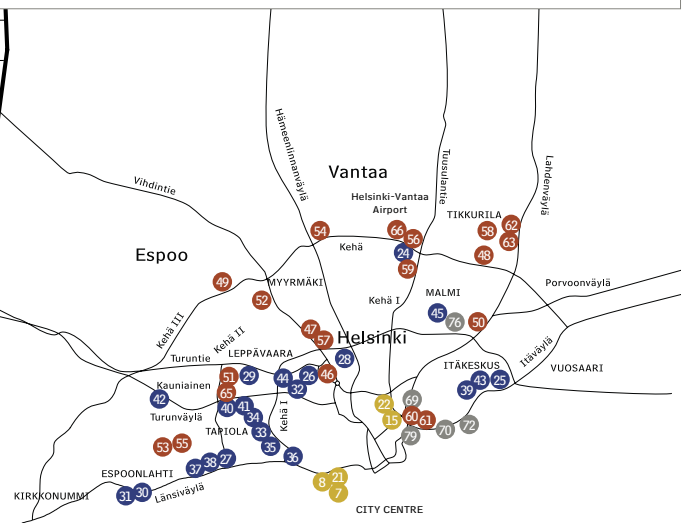 Hämeenlinnanväylä
Vantaa
Tuusulantie
Lahdenväylä
Vihdintie
Helsinki-Vantaa
Airport
TIKKURILA
62
54
66
58
56
63
Kehä
24
48
Espoo
59
49
MYYRMÄKI
Porvoonväylä
52
Kehä I
MALMI
45
76
50
Kehä III
47
Kehä II
57
Helsinki
Turuntie
LEPPÄVAARA
28
Itäväylä
ITÄKESKUS
VUOSAARI
51
29
44
26
46
43
25
Kauniainen
65
32
39
42
40
41
22
69
Turunväylä
34
Kehä I
15
60
61
TAPIOLA
33
70
72
53
55
35
79
37
38
27
36
ESPOONLAHTI
8
21
KIRKKONUMMI
31
30
Länsiväylä
7
CITY CENTRE